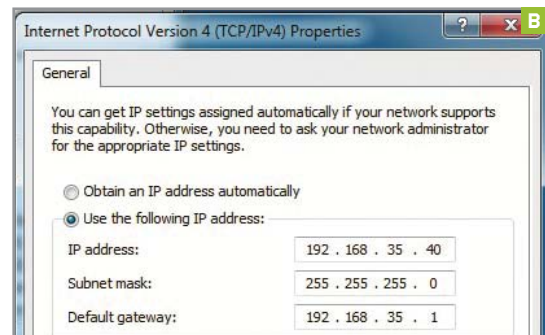 Internet Protocol Version 4 (TCP/IPv4) Properties
? X B
General
You can get IP settings assigned automatically if your network supports
this capability. Otherwise, you need to ask your network administrator
for the appropriate IP settings.
Obtain an IP address automatically
Use the following IP address:
IP address: 192 . 168 . 35 . 40
Subnet mask: 255 . 255 . 255 . 0
Default gateway: 192 . 168 . 35 . 1